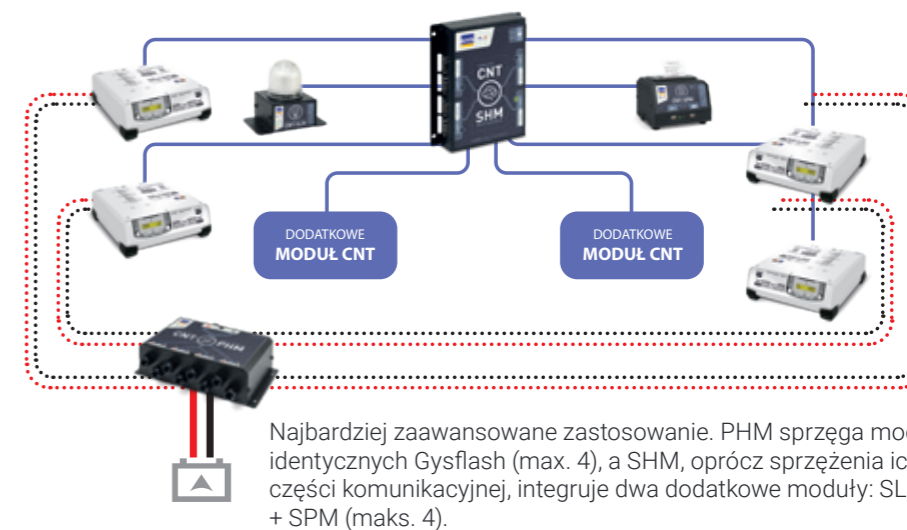 CNT
SHM
DODATKOWE
MODUŁ CNT
DODATKOWE
MODUŁ CNT
CNT PHM
Najbardziej zaawansowane zastosowanie. PHM sprzęga moc
identycznych Gysflash (max. 4), a SHM, oprócz sprzężenia ic
części komunikacyjnej, integruje dwa dodatkowe moduły: SL
+ SPM (maks. 4).